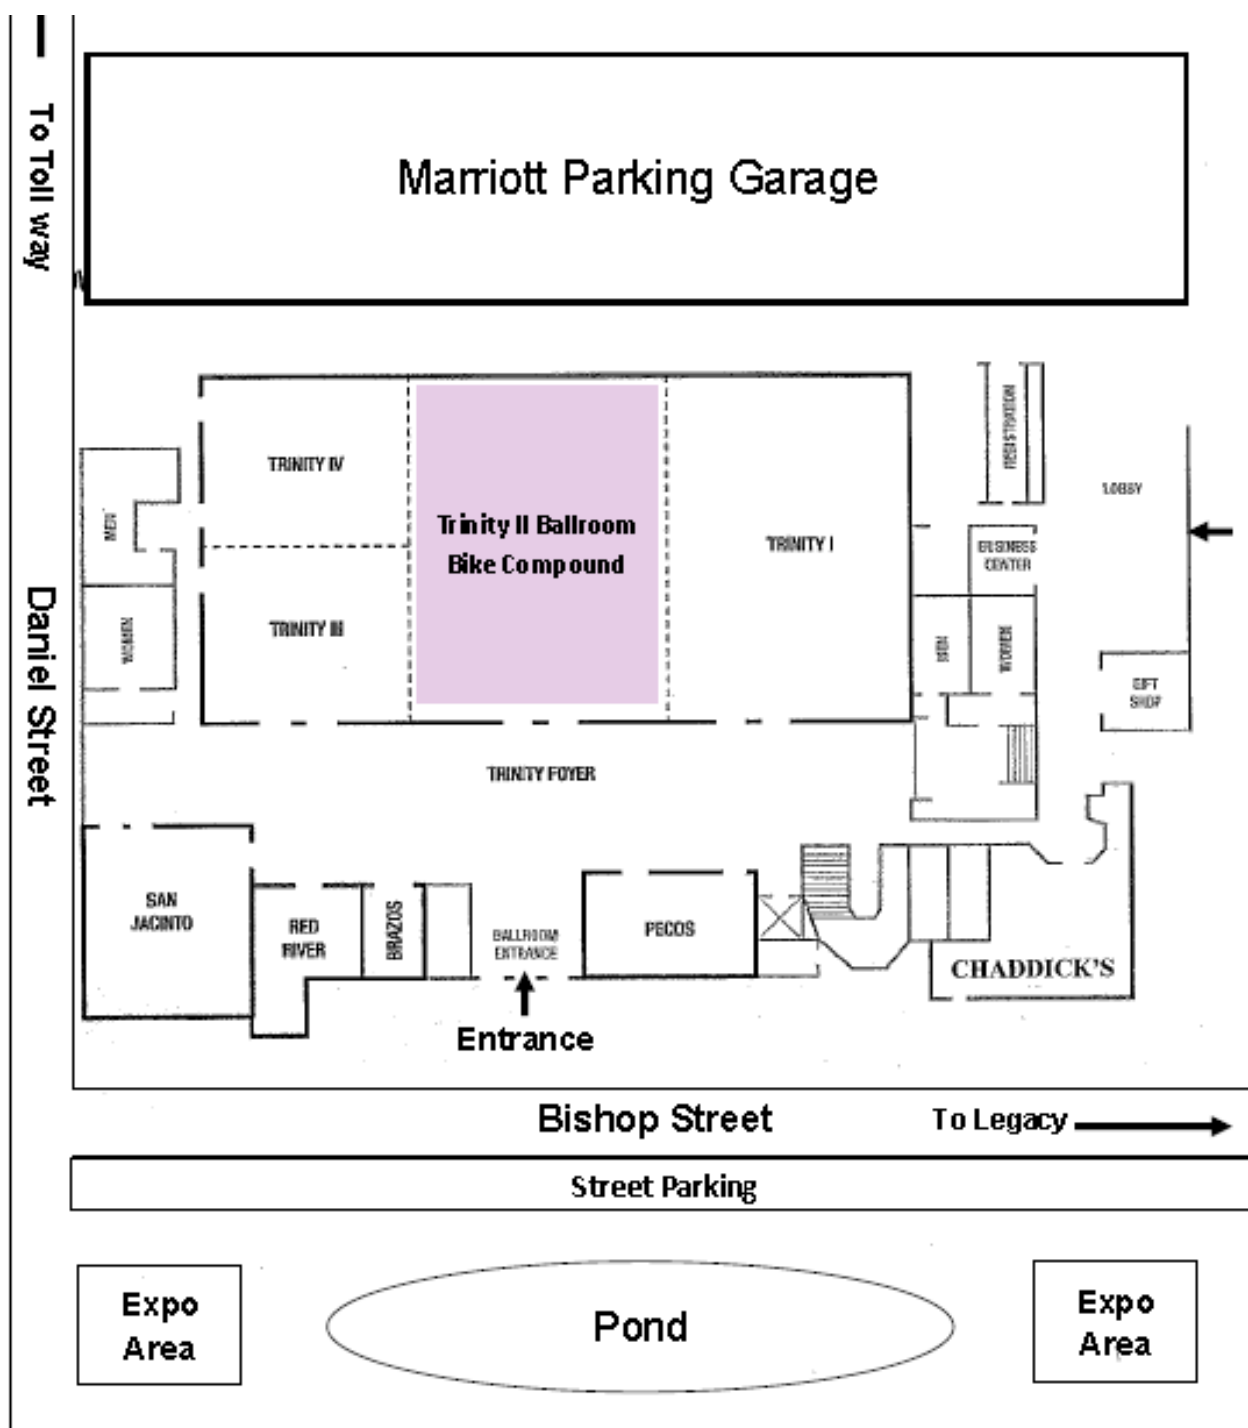 To Toll way
Marriott Parking Garage
REGISTRATION
LOBBY
TRINITY IV
MEN
Trinity II Ballroom
Bike Compound
TRINITY I
BUSINESS
CENTER
WOMEN
TRINITY III
MEN
WOMEN
GIFT
SHOP
Daniel Street
TRINITY FOYER
SAN
JACINTO
RED
RIVER
BRAZOS
BALLROOM
ENTRANCE
PECOS
CHADDICK'S
Entrance
Bishop Street
To Legacy
Street Parking
Expo
Area
Pond
Expo
Area